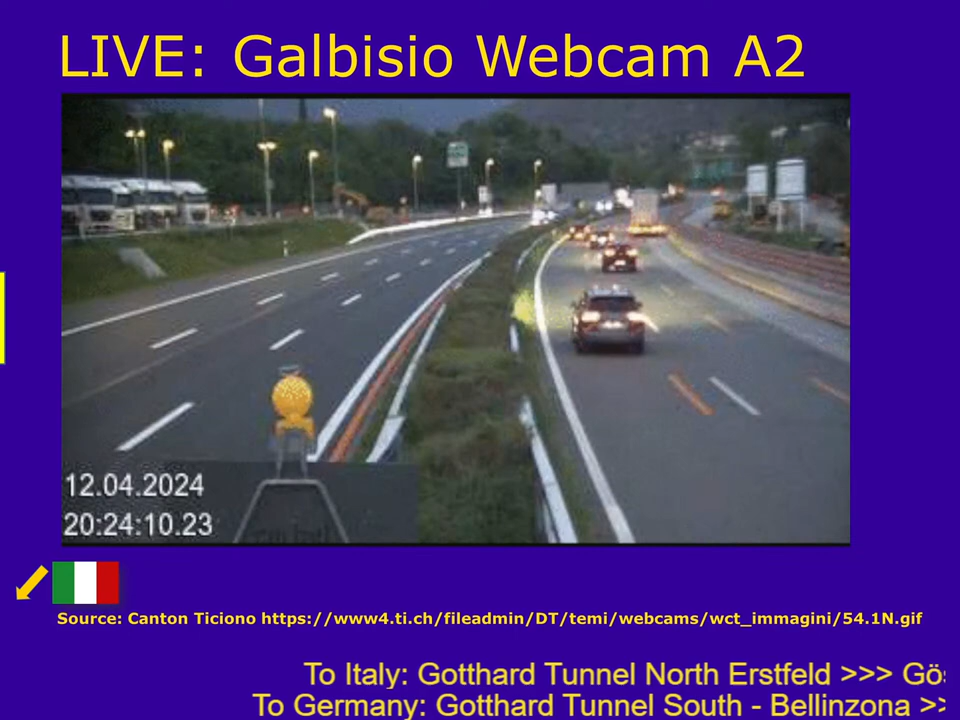 LIVE: Galbisio Webcam A2
12.04.2024
20:24:10.23
Source: Canton Ticiono https://www4.ti.ch/fileadmin/DT/temi/webcams/wct_immagini/54.1N.gif
To Italy: Gotthard Tunnel North Erstfeld >>> Gös
To Germany: Gotthard Tunnel South - Bellinzona >>